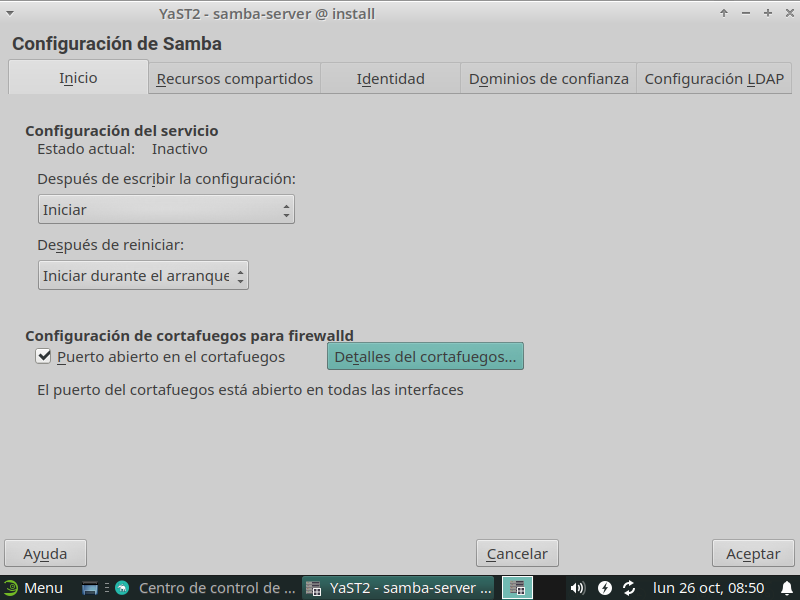 YaST2 - samba-server @ install
Configuración de Samba
Inicio Recursos compartidos Identidad Dominios de confianza Configuración LDAP
Configuración del servicio
Estado actual: Inactivo
Después de escribir la configuración:
Iniciar
Después de reiniciar:
Iniciar durante el arranque
Configuración de cortafuegos para firewalld
Puerto abierto en el cortafuegos Detalles del cortafuegos...
El puerto del cortafuegos está abierto en todas las interfaces
Ayuda Cancelar Aceptar
Menu Centro de control de ... YaST2 - samba-server ... lun 26 oct, 08:50